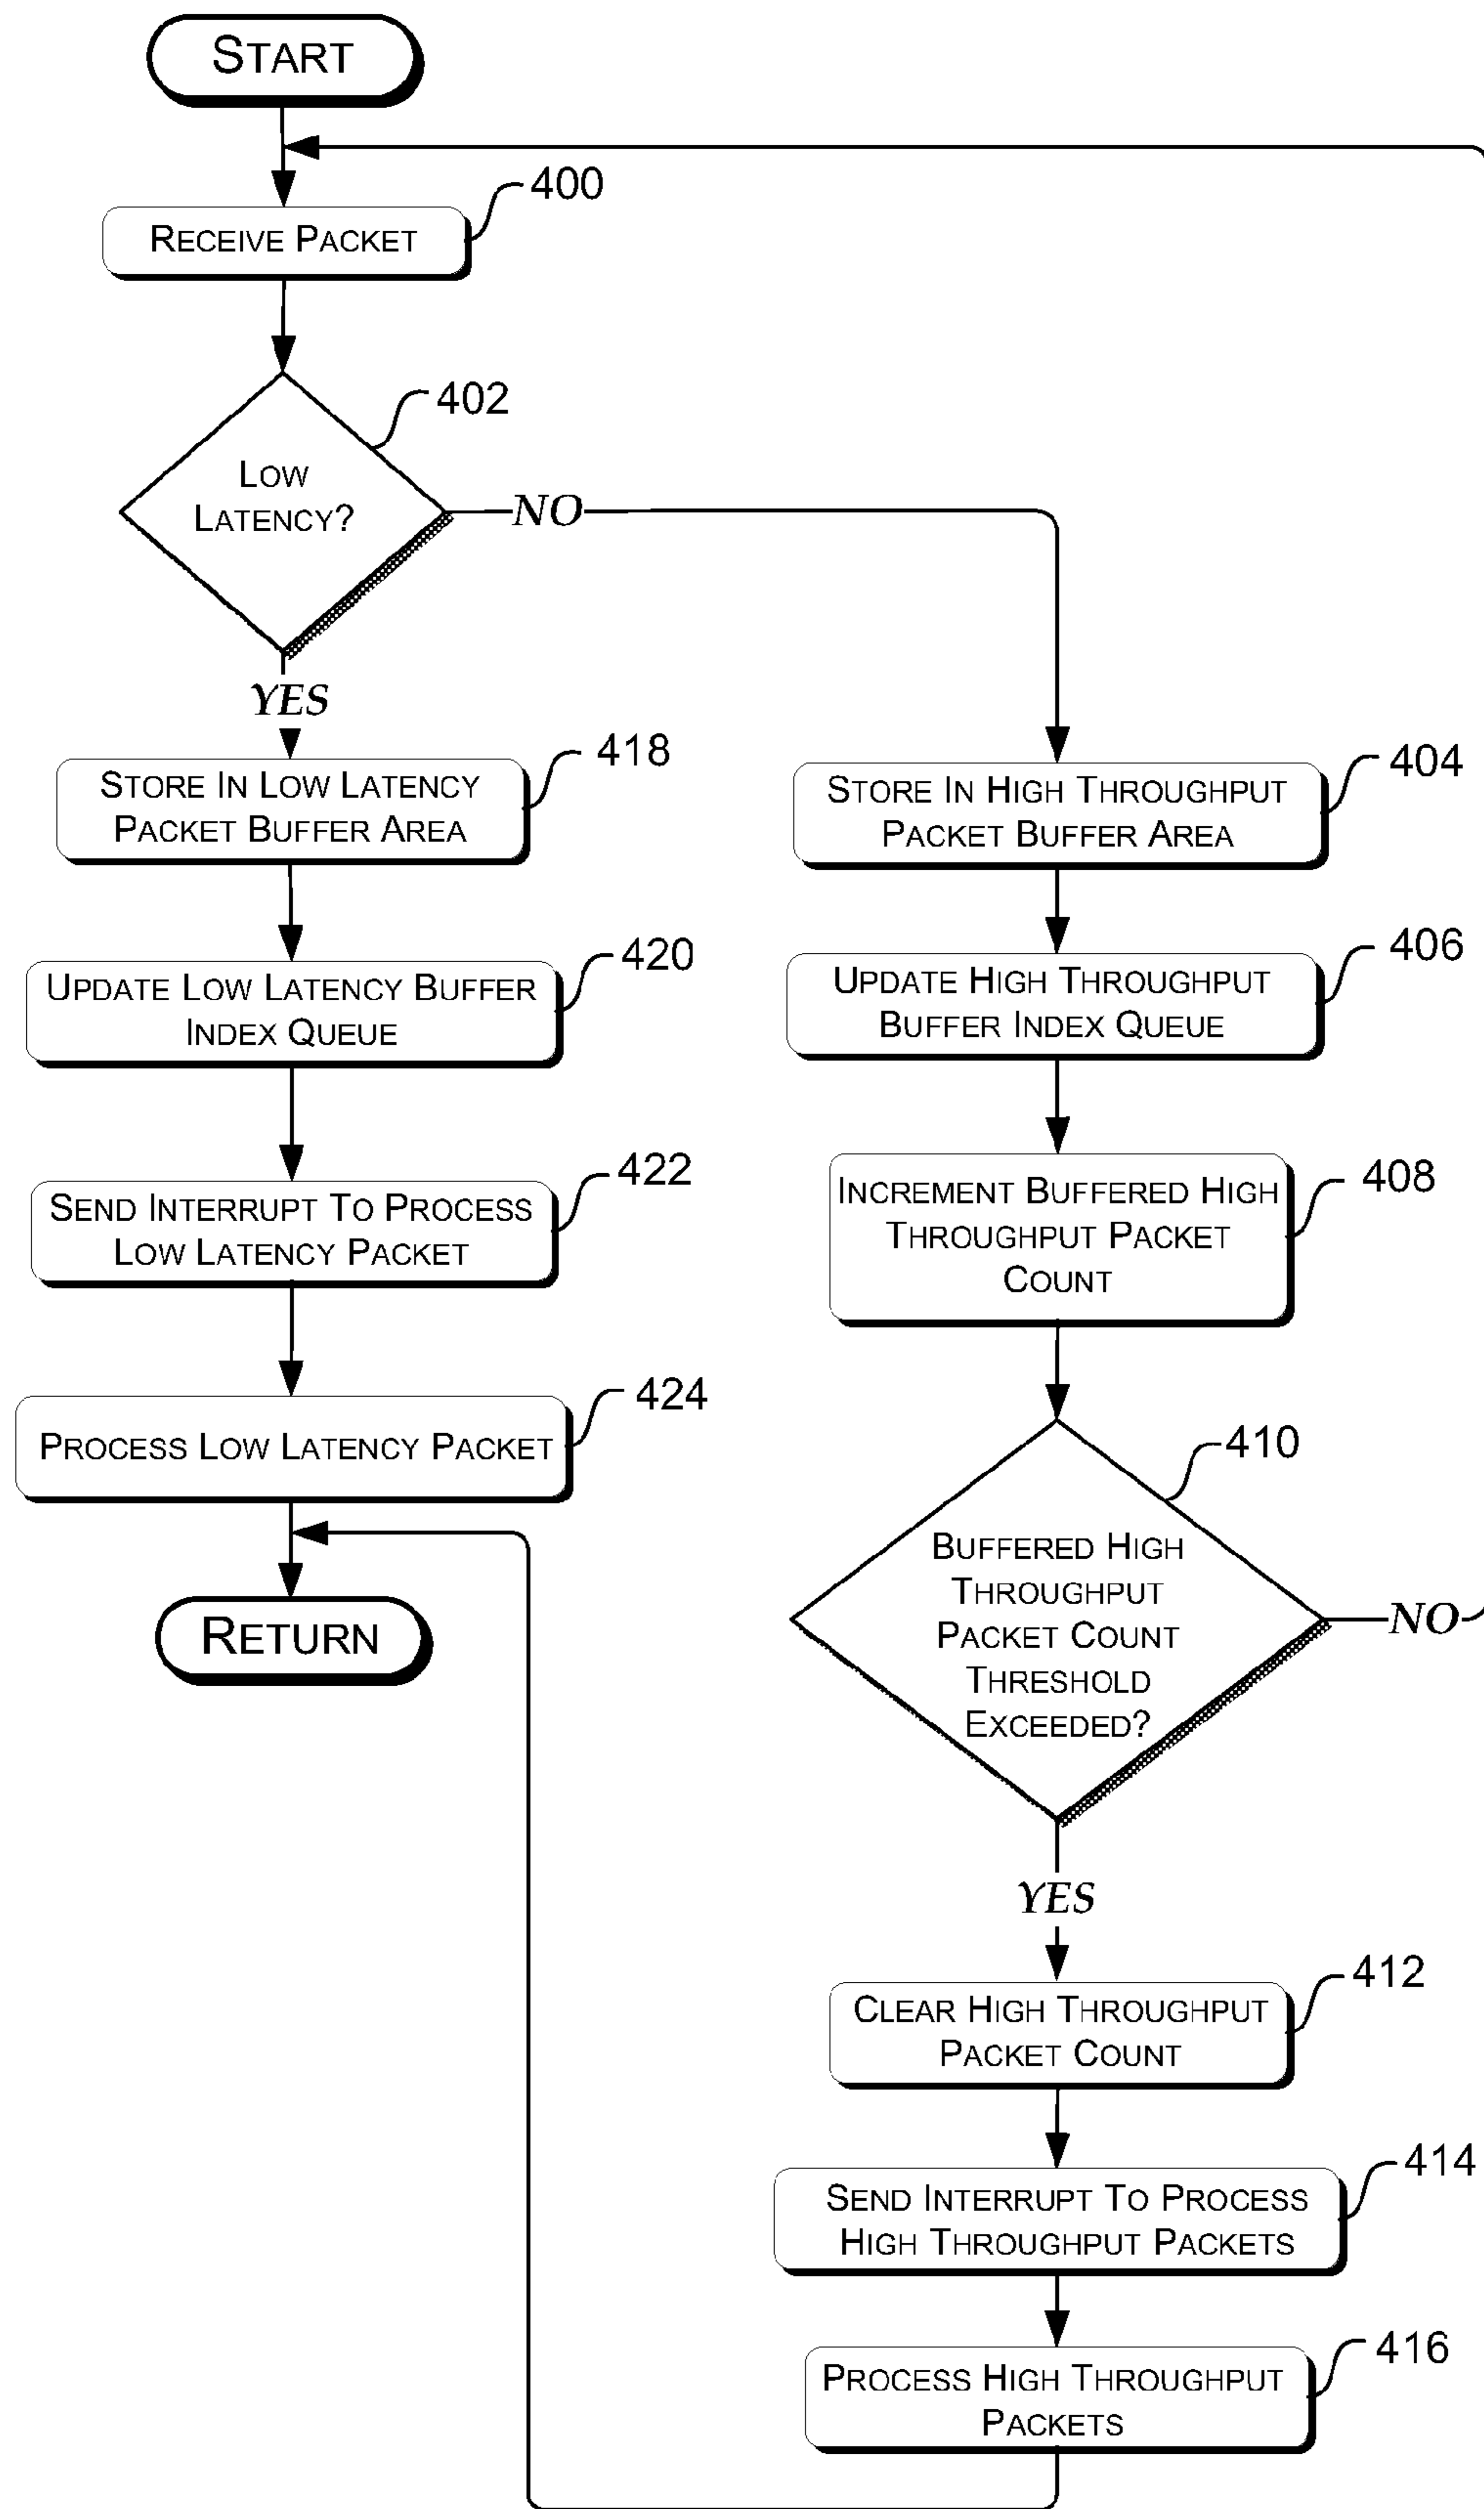 START
400
RECEIVE PACKET
402
LOW
LATENCY?
NO
YES
418
STORE IN LOW LATENCY
PACKET BUFFER AREA
420
UPDATE LOW LATENCY BUFFER
INDEX QUEUE
422
SEND INTERRUPT TO PROCESS
LOW LATENCY PACKET
424
PROCESS LOW LATENCY PACKET
RETURN
404
STORE IN HIGH THROUGHPUT
PACKET BUFFER AREA
406
UPDATE HIGH THROUGHPUT
BUFFER INDEX QUEUE
408
INCREMENT BUFFERED HIGH
THROUGHPUT PACKET
COUNT
410
BUFFERED HIGH
THROUGHPUT
PACKET COUNT
THRESHOLD
EXCEEDED?
NO
YES
412
CLEAR HIGH THROUGHPUT
PACKET COUNT
414
SEND INTERRUPT TO PROCESS
HIGH THROUGHPUT PACKETS
416
PROCESS HIGH THROUGHPUT
PACKETS